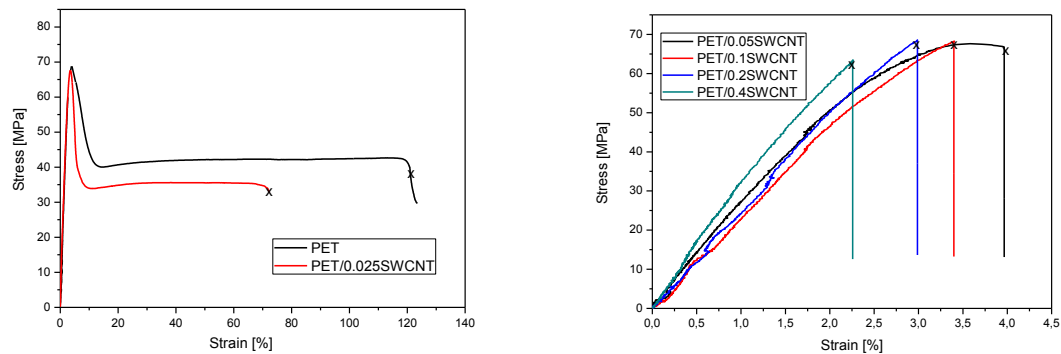 80
70
60
50
40
30
20
10
0
Stress [MPa]
X
X
PET
PET/0.025SWCNT
0
20
40
60
80
100
120
140
Strain [%]
70
60
50
40
30
20
10
0
Stress [MPa]
PET/0.05SWCNT
PET/0.1SWCNT
PET/0.2SWCNT
PET/0.4SWCNT
X
X
X
X
0,0
0,5
1,0
1,5
2,0
2,5
3,0
3,5
4,0
4,5
Strain [%]